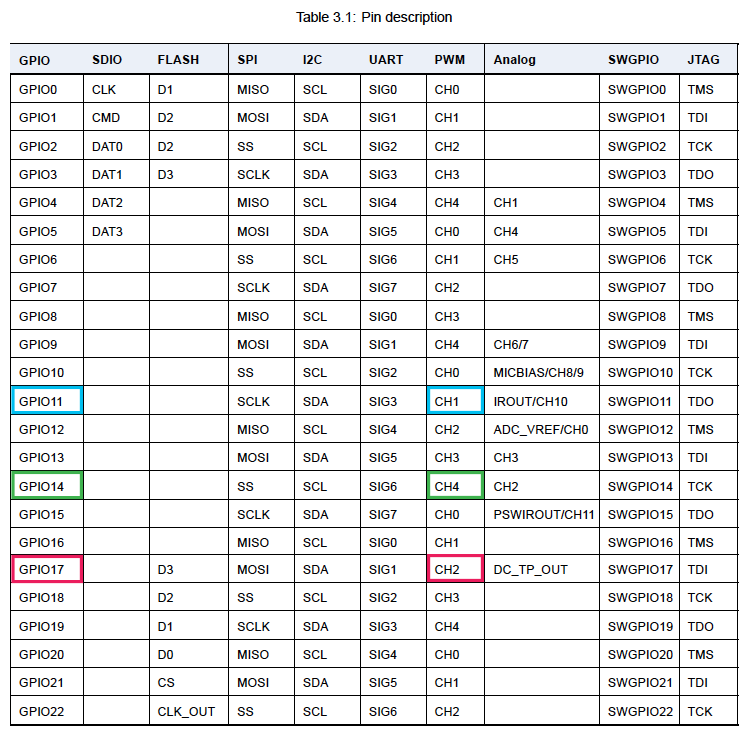 Table 3.1: Pin description
GPIO SDIO FLASH SPI I2C UART PWM Analog SWGPIO JTAG
GPIO0 CLK D1 MISO SCL SIG0 CH0 SWGPIO0 TMS
GPIO1 CMD D2 MOSI SDA SIG1 CH1 SWGPIO1 TDI
GPIO2 DAT0 D2 SS SCL SIG2 CH2 SWGPIO2 TCK
GPIO3 DAT1 D3 SCLK SDA SIG3 CH3 SWGPIO3 TDO
GPIO4 DAT2 MISO SCL SIG4 CH4 CH1 SWGPIO4 TMS
GPIO5 DAT3 MOSI SDA SIG5 CH0 CH4 SWGPIO5 TDI
GPIO6 SS SCL SIG6 CH1 CH5 SWGPIO6 TCK
GPIO7 SCLK SDA SIG7 CH2 SWGPIO7 TDO
GPIO8 MISO SCL SIG0 CH3 SWGPIO8 TMS
GPIO9 MOSI SDA SIG1 CH4 CH6/7 SWGPIO9 TDI
GPIO10 SS SCL SIG2 CH0 MICBIAS/CH8/9 SWGPIO10 TCK
GPIO11 SCLK SDA SIG3 CH1 IROUT/CH10 SWGPIO11 TDO
GPIO12 MISO SCL SIG4 CH2 ADC_VREF/CH0 SWGPIO12 TMS
GPIO13 MOSI SDA SIG5 CH3 CH3 SWGPIO13 TDI
GPIO14 SS SCL SIG6 CH4 CH2 SWGPIO14 TCK
GPIO15 SCLK SDA SIG7 CH0 PSWIROUT/CH11 SWGPIO15 TDO
GPIO16 MISO SCL SIG0 CH1 SWGPIO16 TMS
GPIO17 D3 MOSI SDA SIG1 CH2 DC_TP_OUT SWGPIO17 TDI
GPIO18 D2 SS SCL SIG2 CH3 SWGPIO18 TCK
GPIO19 D1 SCLK SDA SIG3 CH4 SWGPIO19 TDO
GPIO20 D0 MISO SCL SIG4 CH0 SWGPIO20 TMS
GPIO21 CS MOSI SDA SIG5 CH1 SWGPIO21 TDI
GPIO22 CLK_OUT SS SCL SIG6 CH2 SWGPIO22 TCK